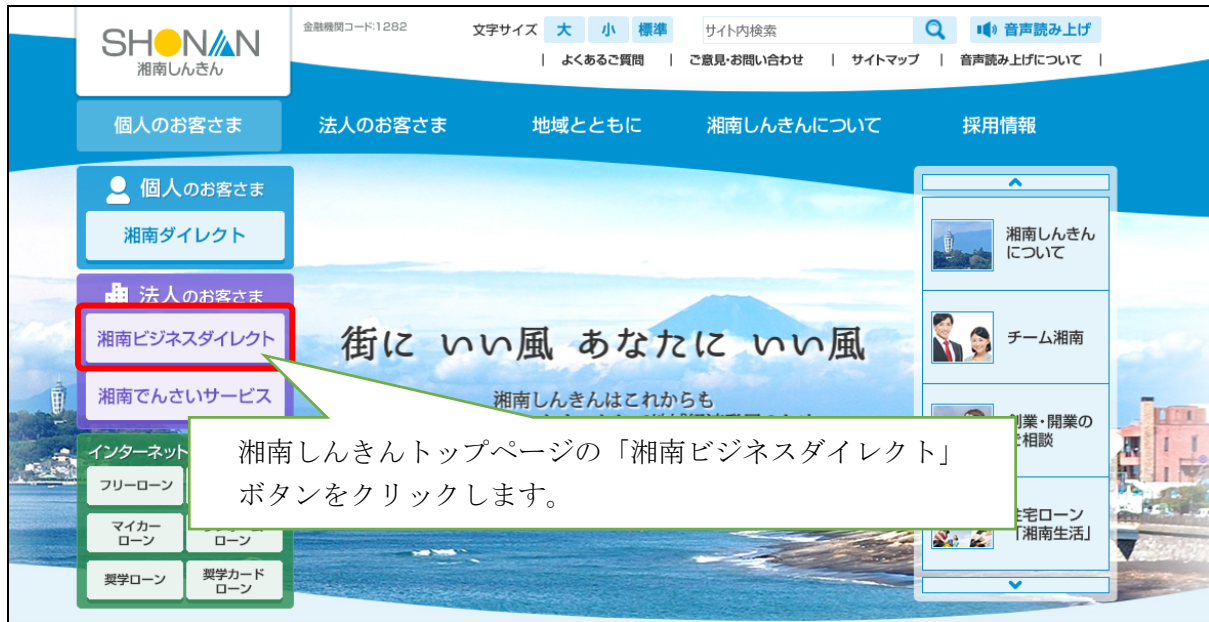 SHONAN
湘南しんきん
金融機関コード:1282
文字サイズ 大 小 標準
サイト内検索
音声読み上げ
| よくあるご質問 | ご意見・お問い合わせ | サイトマップ | 音声読み上げについて |
個人のお客さま 法人のお客さま 地域とともに 湘南しんきんについて 採用情報
個人のお客さま
湘南ダイレクト
法人のお客さま
湘南ビジネスダイレクト
湘南でんさいサービス
インターネット
フリーローン
マイカー
ローン
ローン
奨学ローン
奨学カード
ローン
街に いい風 あなたに いい風
湘南しんきんはこれからも
湘南しんきんトップページの「湘南ビジネスダイレクト」
ボタンをクリックします。
湘南しんきん
について
チーム湘南
業・開業の
相談
宅ローン
「湘南生活」